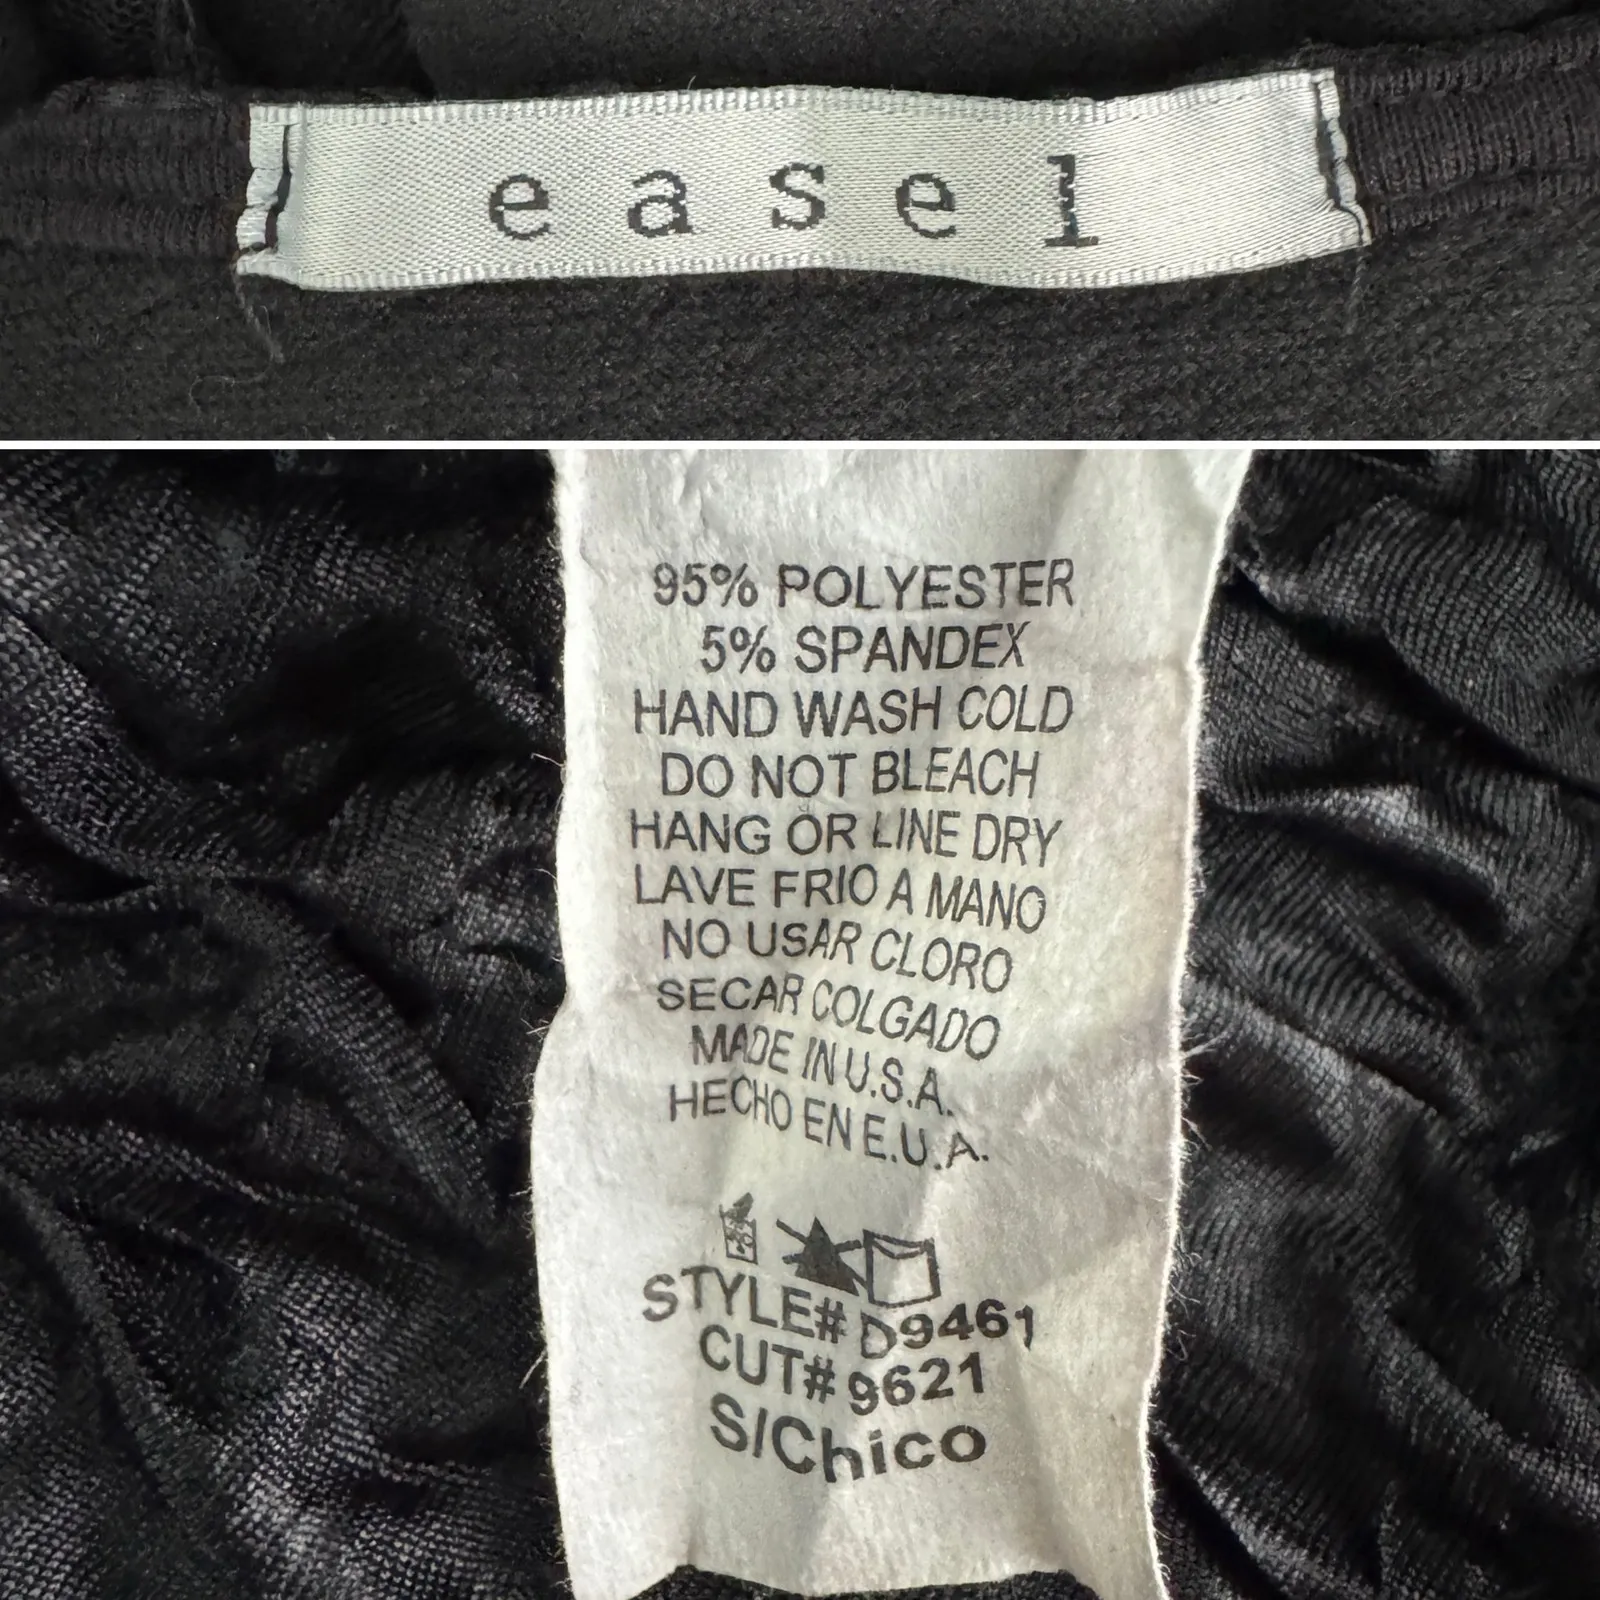 easel
95% POLYESTER
5% SPANDEX
HAND WASH COLD
DO NOT BLEACH
HANG OR LINE DRY
LAVE FRIO A MANO
NO USAR CLORO
SECAR COLGADO
MADE IN U.S.A.
HECHO EN E.U.A.
STYLE# D9461
CUT# 9621
S/Chico